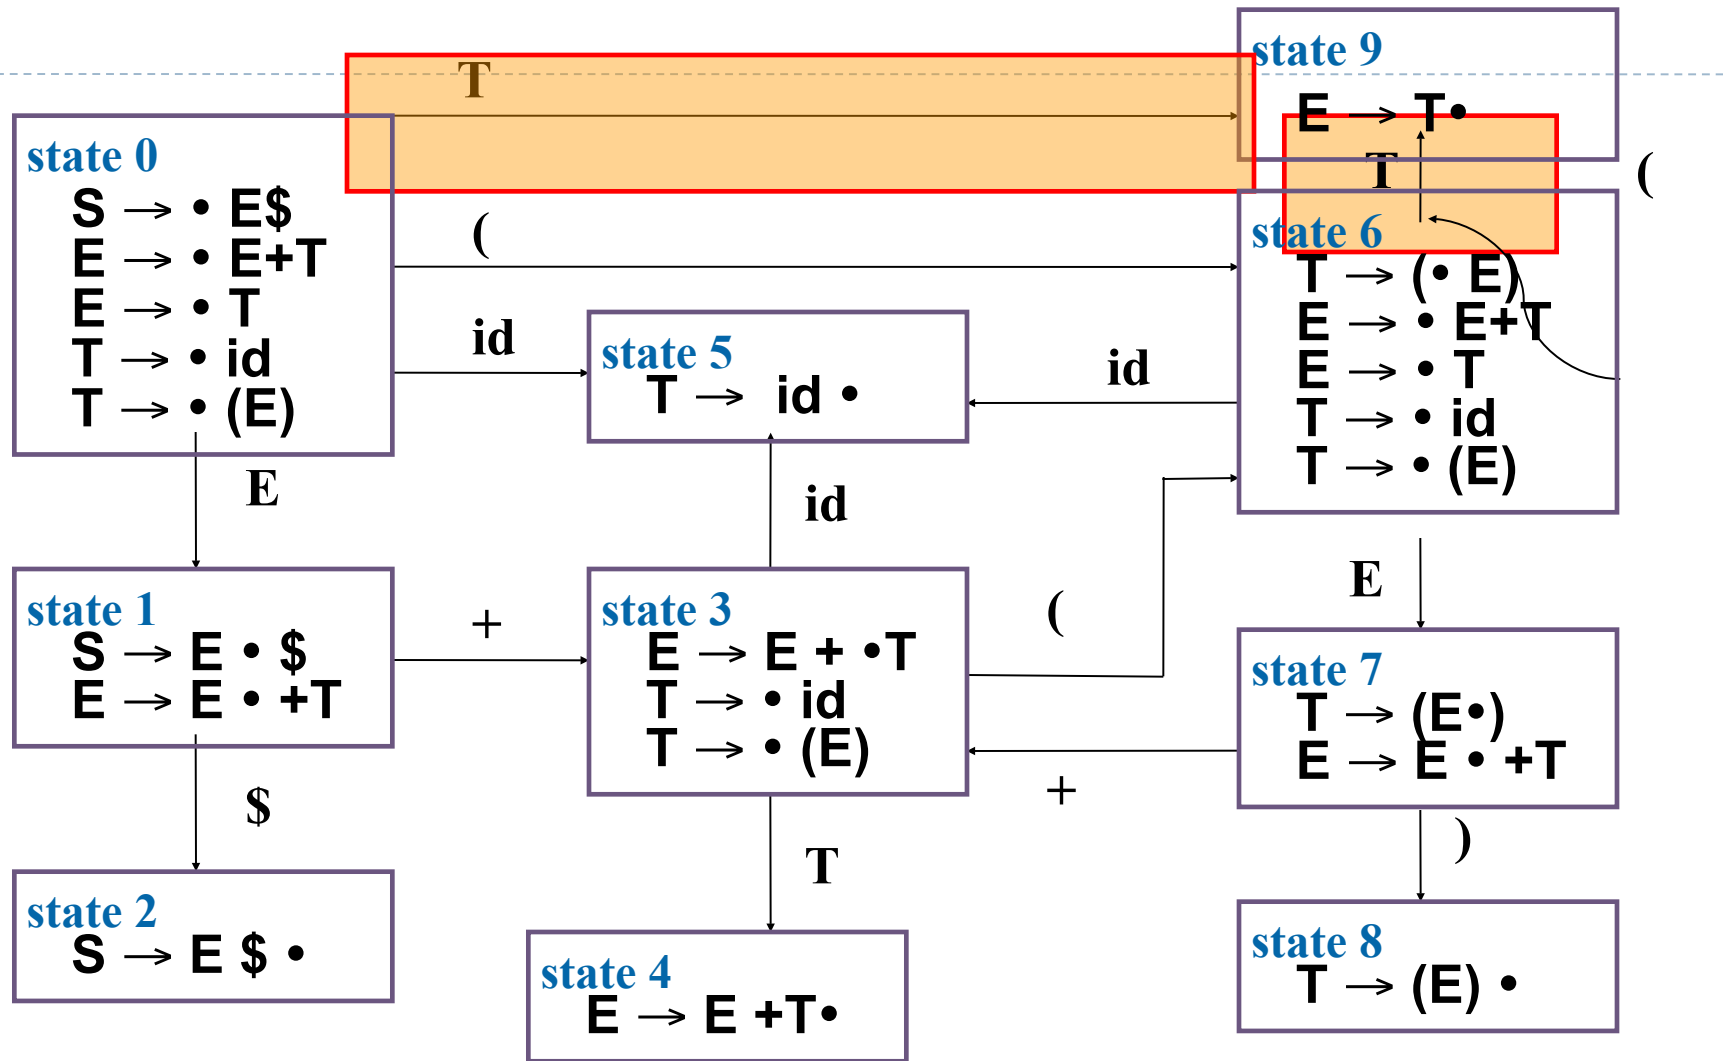 state 9
E → T•
T
T
(
state 0
S → • E$
E → • E+T
E → • T
T → • id
T → • (E)
(
state 6
T → (• E)
E → • E+T
E → • T
T → • id
T → • (E)
id
state 5
T → id •
id
E
id
E
state 1
S → E • $
E → E • +T
+
state 3
E → E + •T
T → • id
T → • (E)
(
state 7
T → (E•)
E → E • +T
+
$
T
)
state 2
S → E $ •
state 4
E → E +T•
state 8
T → (E) •